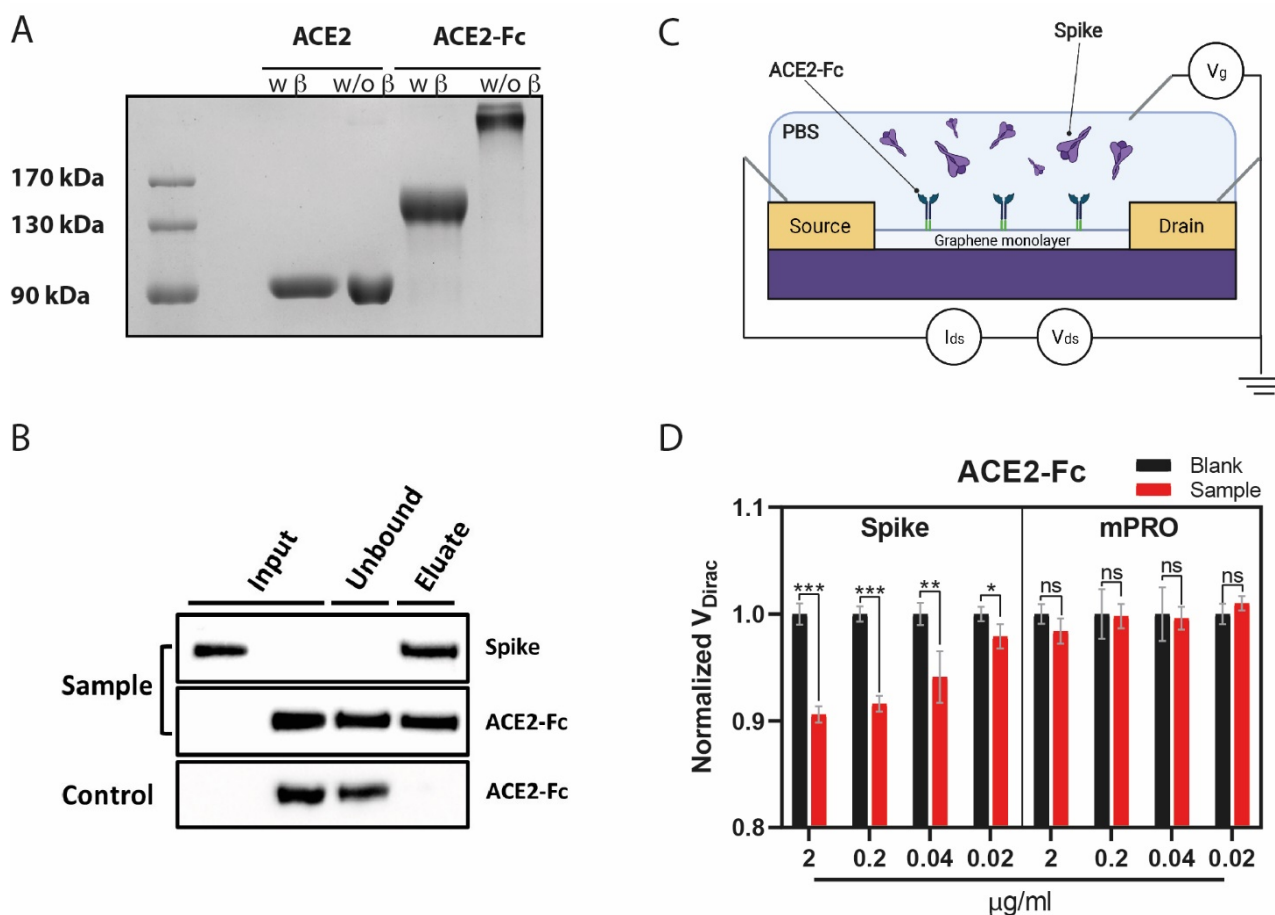 A
ACE2 ACE2-Fc
w β w/o β w β w/o β
170 kDa
130 kDa
90 kDa
B
Input Unbound Eluate
Spike
Sample
ACE2-Fc
Control
ACE2-Fc
C
Spike
ACE2-Fc
Vg
PBS
Source
Drain
Graphene monolayer
Ids
Vds
D
ACE2-Fc
Blank
Sample
Normalized VDirac
1.1
1.0
0.9
0.8
Spike mPRO
*** *** ** * ns ns ns ns
2 0.2 0.04 0.02 2 0.2 0.04 0.02
µg/ml